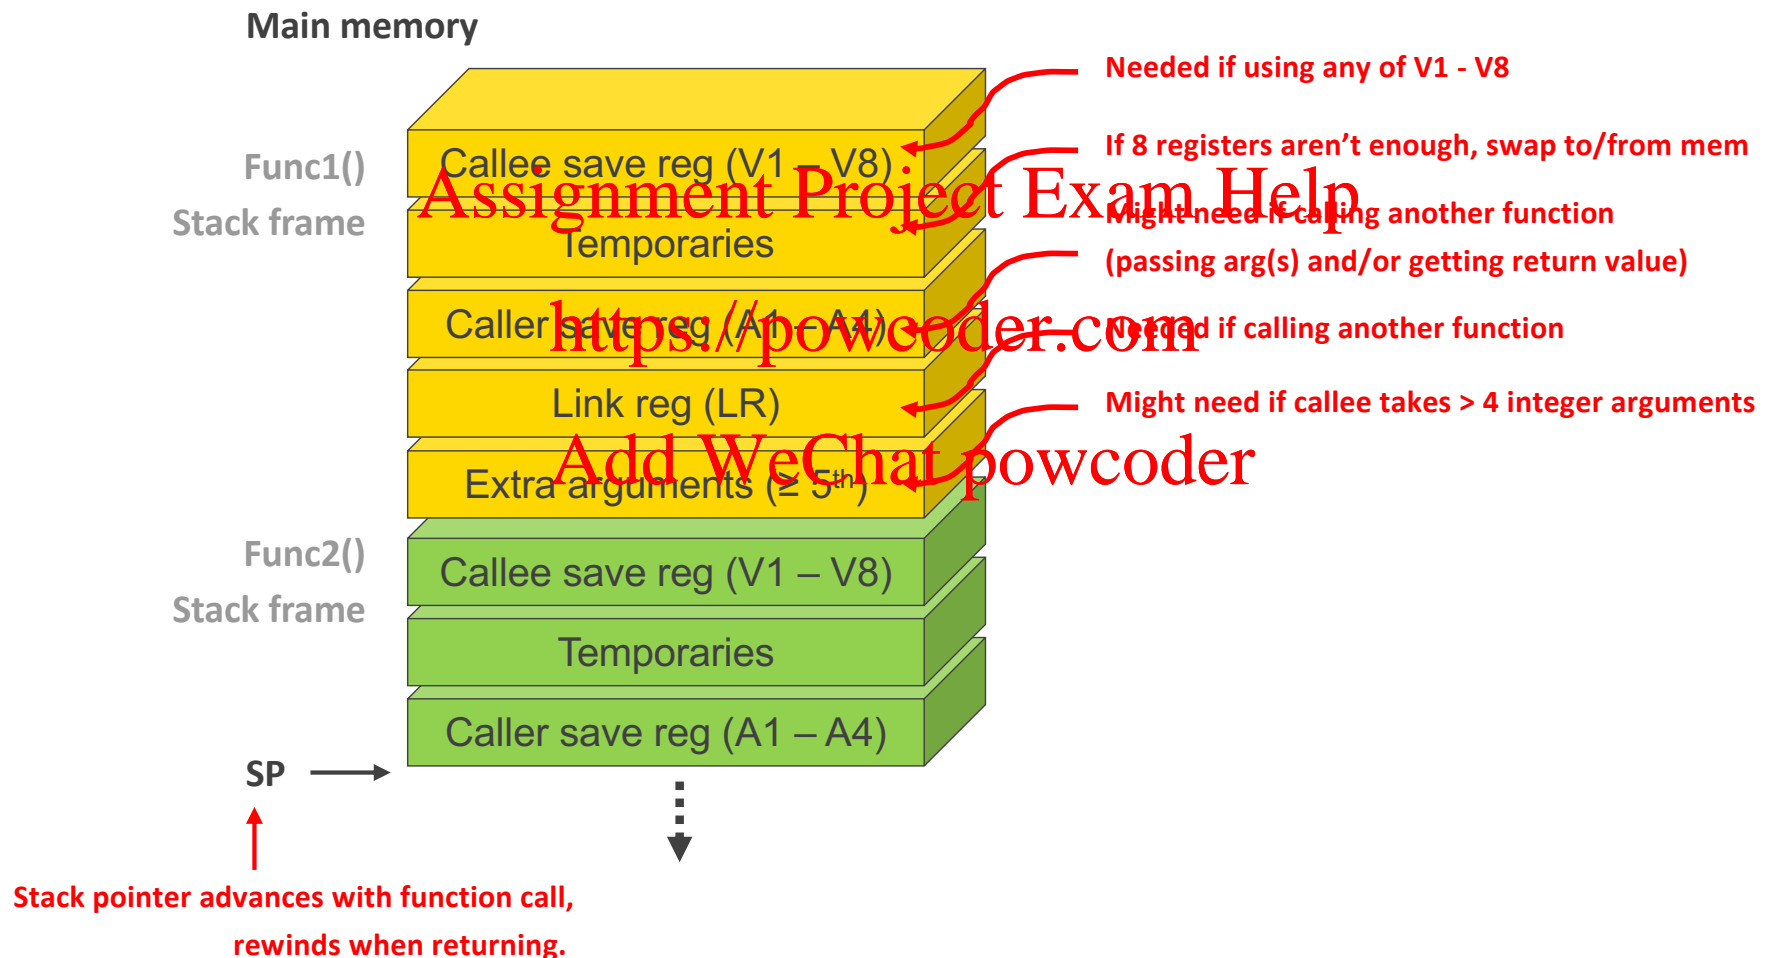 Main memory
Needed if using any of V1 - V8
If 8 registers aren't enough, swap to/from mem
Func1()
Stack frame
Callee save reg (V1 – V8)
Assignment Project Exam Help
Might need if calling another function
(passing arg(s) and/or getting return value)
Temporaries
Caller save reg (A1 – A4)
https://powcoder.com
Needed if calling another function
Link reg (LR)
Might need if callee takes > 4 integer arguments
Add WeChat powcoder
Extra arguments (≥ 5th)
Func2()
Stack frame
Callee save reg (V1 – V8)
Temporaries
Caller save reg (A1 – A4)
SP
Stack pointer advances with function call,
rewinds when returning.